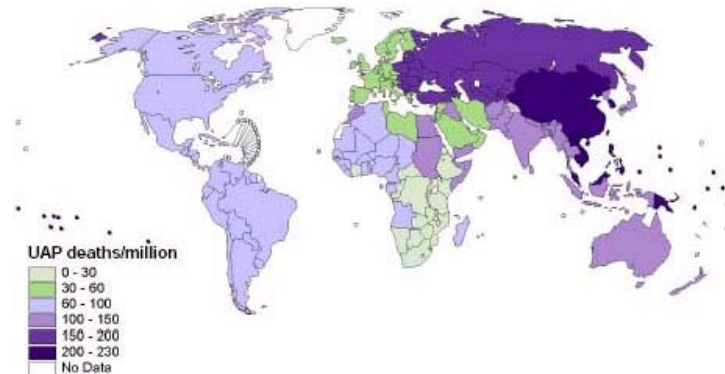 UAP deaths/million
0 - 30
30 - 60
60 - 100
100 - 150
150 - 200
200 - 230
No Data